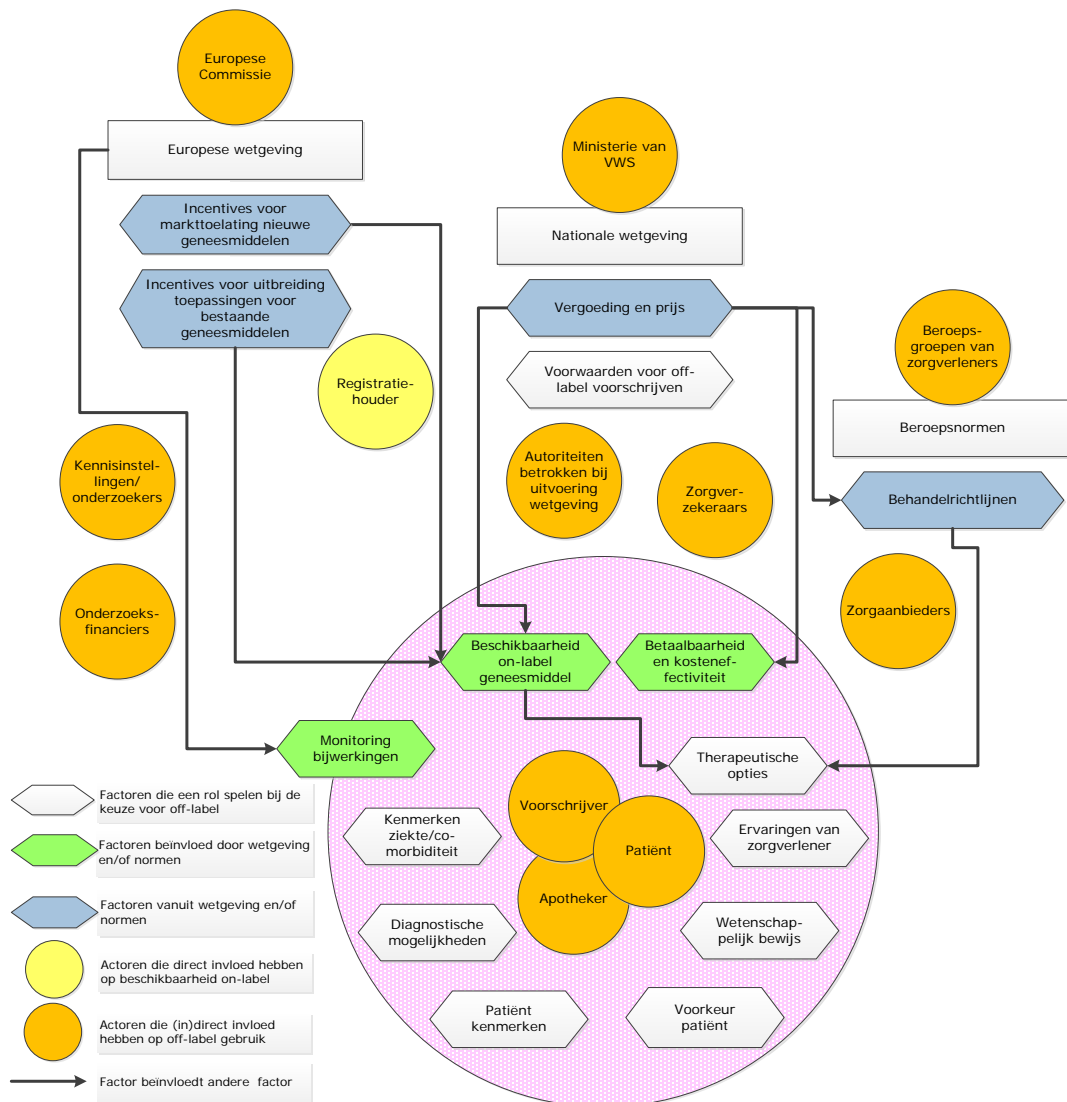 Europese
Commissie
Europese wetgeving
Ministerie van
VWS
Nationale wetgeving
Incentives voor
markttoelating nieuwe
geneesmiddelen
Incentives voor uitbreiding
toepassingen voor
bestaande
geneesmiddelen
Vergoeding en prijs
Voorwaarden voor off-
label voorschrijven
Registratie-
houder
Beroeps-
groepen van
zorgverleners
Beroepsnormen
Kennisinstel-
lingen/
onderzoekers
Autoriteiten
betrokken bij
uitvoering
wetgeving
Zorgver-
zekeraars
Behandelrichtlijnen
Onderzoeks-
financiers
Zorgaanbieders
Beschikbaarheid
on-label
geneesmiddel
Betaalbaarheid
en kostenef-
fectiviteit
Monitoring
bijwerkingen
Therapeutische
opties
Voorschrijver
Patiënt
Apotheker
Kenmerken
ziekte/co-
morbiditeit
Ervaringen van
zorgverlener
Diagnostische
mogelijkheden
Wetenschap-
pelijk bewijs
Patiënt
kenmerken
Voorkeur
patiënt
Factoren die een rol spelen bij de
keuze voor off-label
Factoren beïnvloed door wetgeving
en/of normen
Factoren vanuit wetgeving en/of
normen
Actoren die direct invloed hebben
op beschikbaarheid on-label
Actoren die (in)direct invloed
hebben op off-label gebruik
Factor beïnvloedt andere factor